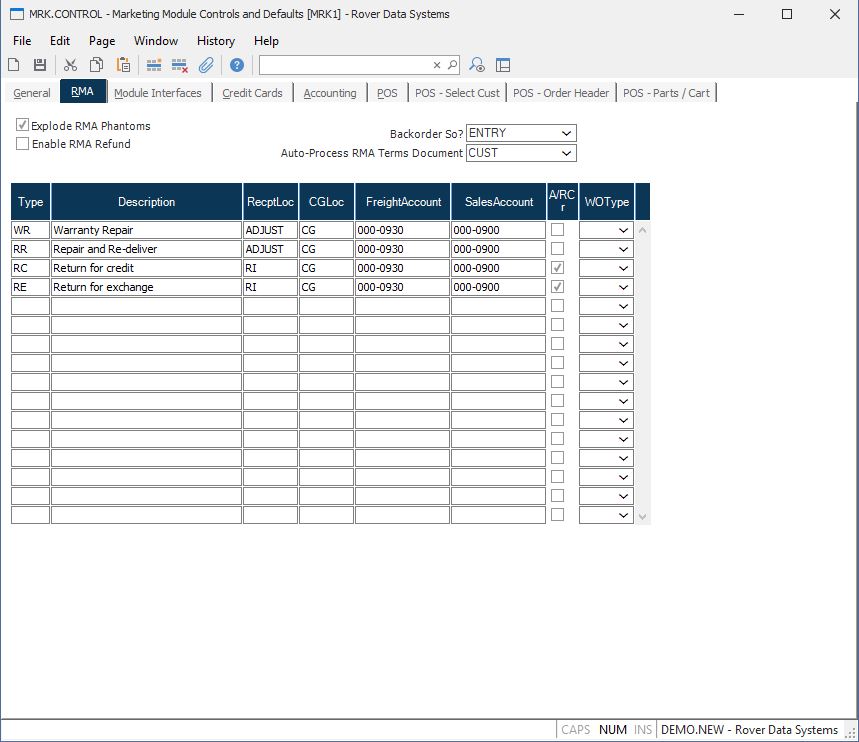 MRK.CONTROL - Marketing Module Controls and Defaults [MRK1] - Rover Data Systems
File Edit Page Window History Help
General RMA Module Interfaces Credit Cards Accounting POS POS - Select Cust POS - Order Header POS - Parts / Cart
Explode RMA Phantoms
Enable RMA Refund
Backorder So? ENTRY
Auto-Process RMA Terms Document CUST
Type Description RecptLoc CGLoc FreightAccount SalesAccount A/RC
r WOType
WR Warranty Repair ADJUST CG 000-0930 000-0900
RR Repair and Re-deliver ADJUST CG 000-0930 000-0900
RC Return for credit RI CG 000-0930 000-0900
RE Return for exchange RI CG 000-0930 000-0900
CAPS NUM INS DEMO.NEW - Rover Data Systems